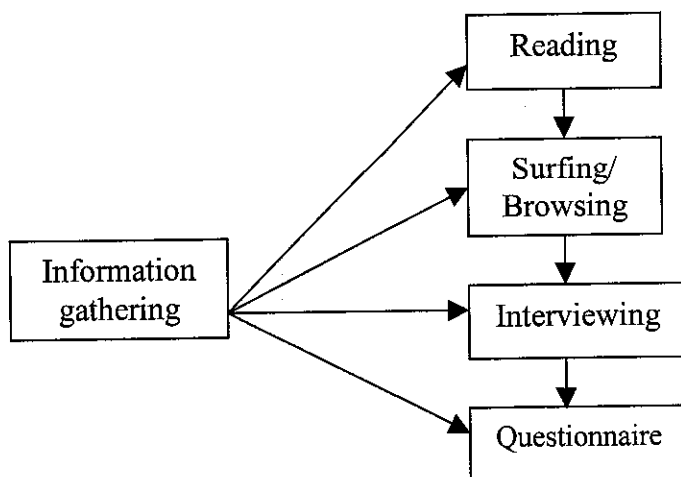 Reading
Surfing/
Browsing
Information
gathering
Interviewing
Questionnaire